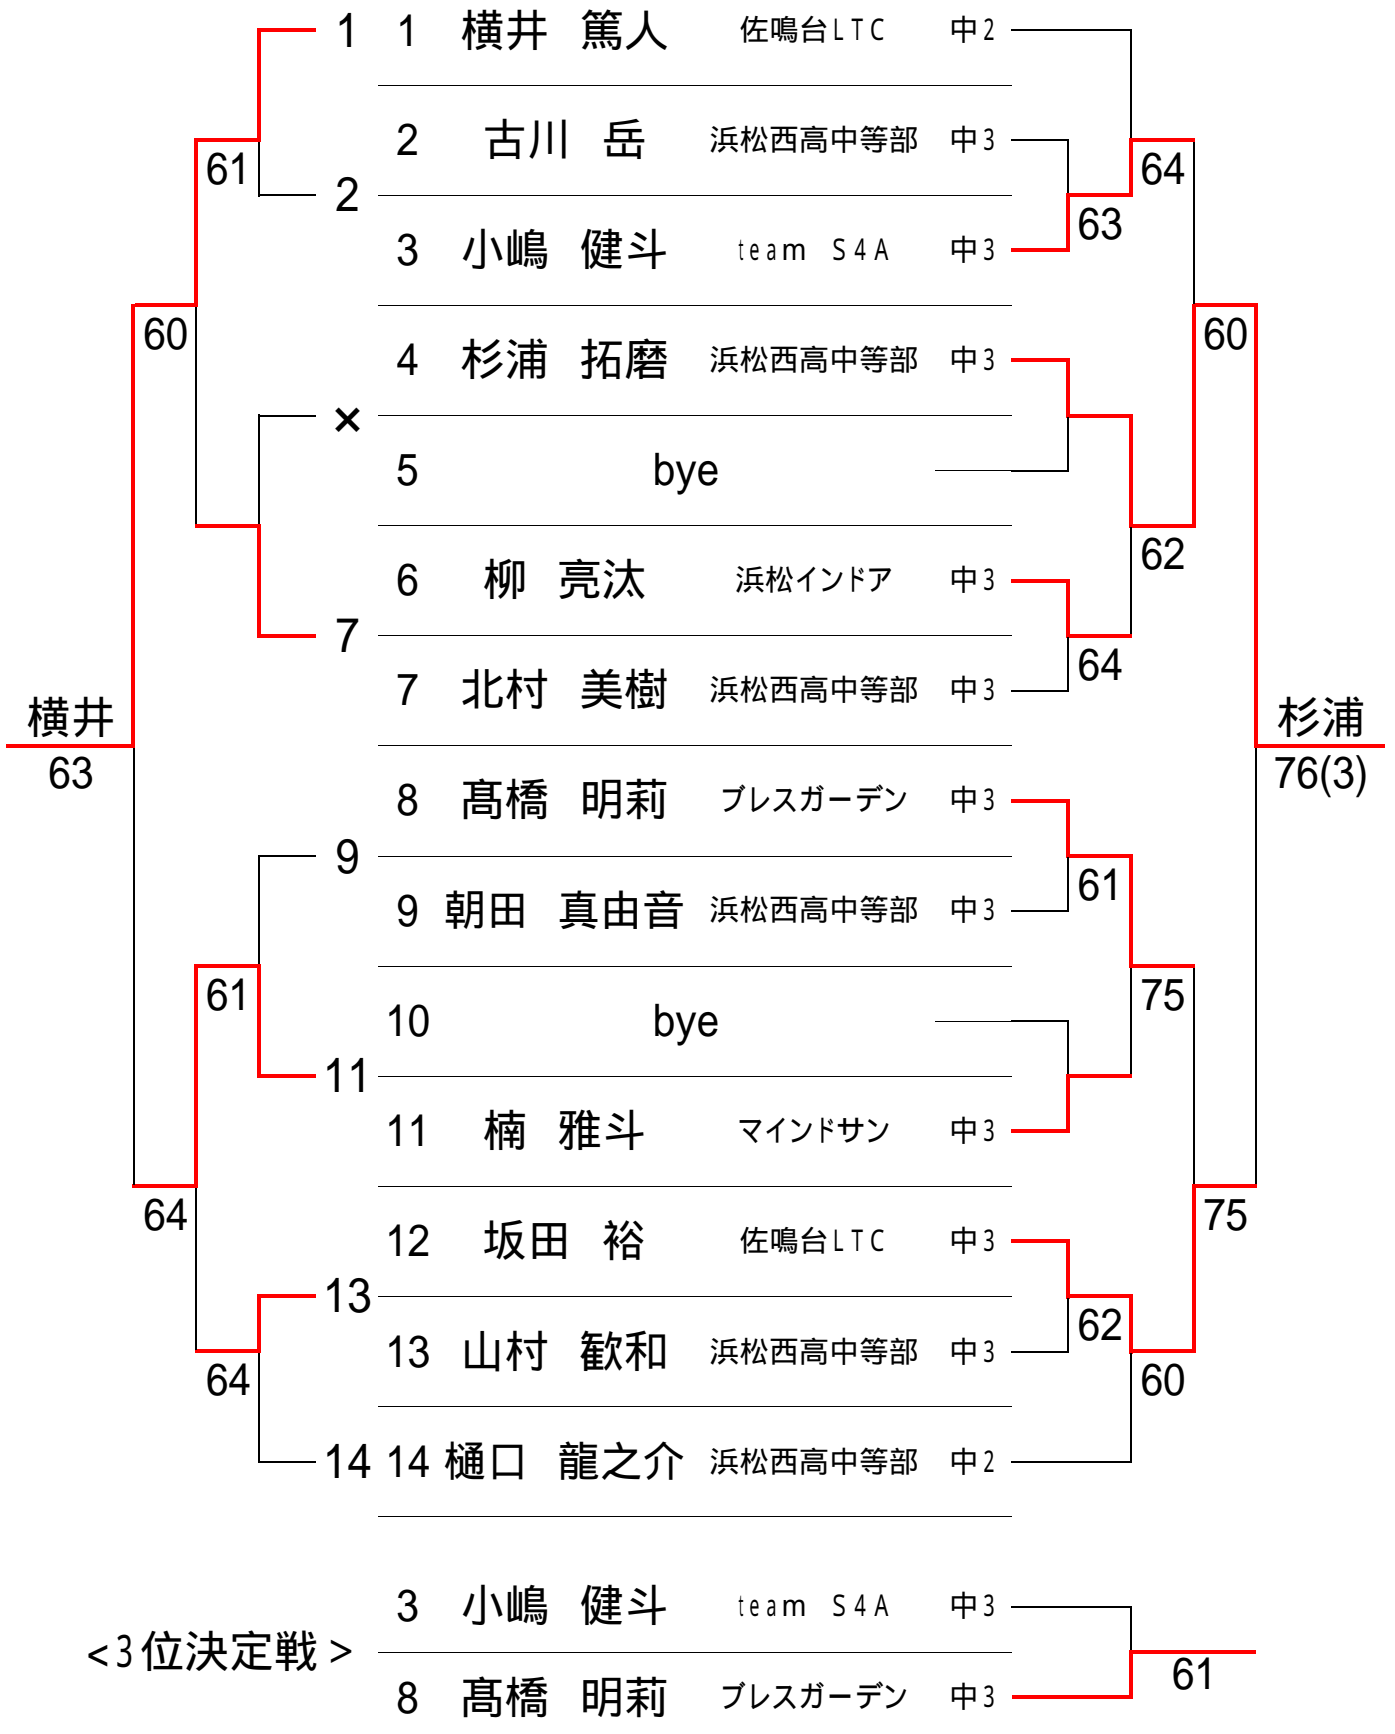 1 1 横井 篤人 佐鳴台LTC 中2
2 古川 岳 浜松西高中等部 中3
61 64
2
63
3 小嶋 健斗 team S4A 中3
60 60
4 杉浦 拓磨 浜松西高中等部 中3
×
5 bye
62
6 柳 亮汰 浜松インドア 中3
7
64
7 北村 美樹 浜松西高中等部 中3
横井 杉浦
63 76(3)
8 髙橋 明莉 ブレスガーデン 中3
9
61
9 朝田 真由音 浜松西高中等部 中3
61 75
10 bye
11
11 楠 雅斗 マインドサン 中3
64 75
12 坂田 裕 佐鳴台LTC 中3
13
62
13 山村 歓和 浜松西高中等部 中3
64 60
14 14 樋口 龍之介 浜松西高中等部 中2
3 小嶋 健斗 team S4A 中3
<3位決定戦>
61
8 髙橋 明莉 ブレスガーデン 中3